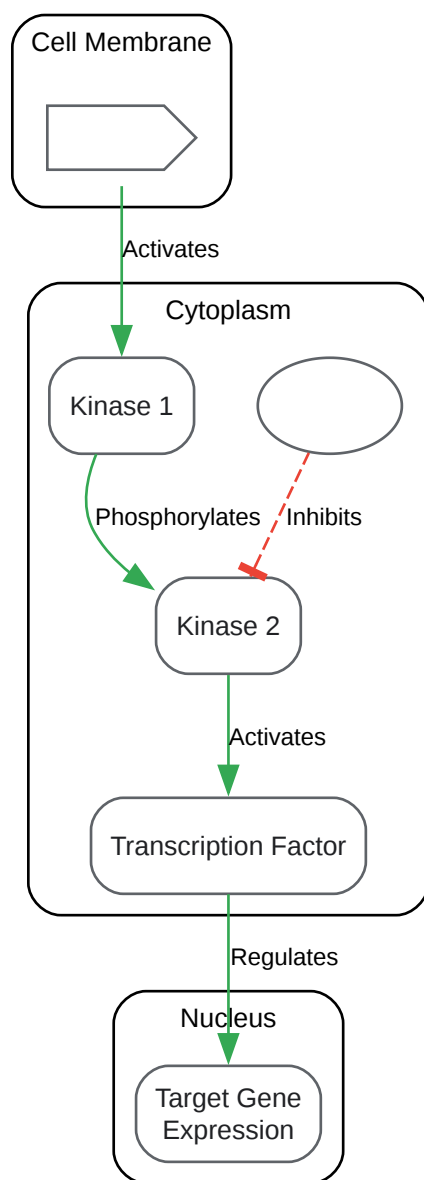 Cell Membrane
Activates
Cytoplasm
Kinase 1
Phosphorylates
Inhibits
Kinase 2
Activates
Transcription Factor
Regulates
Nucleus
Target Gene
Expression